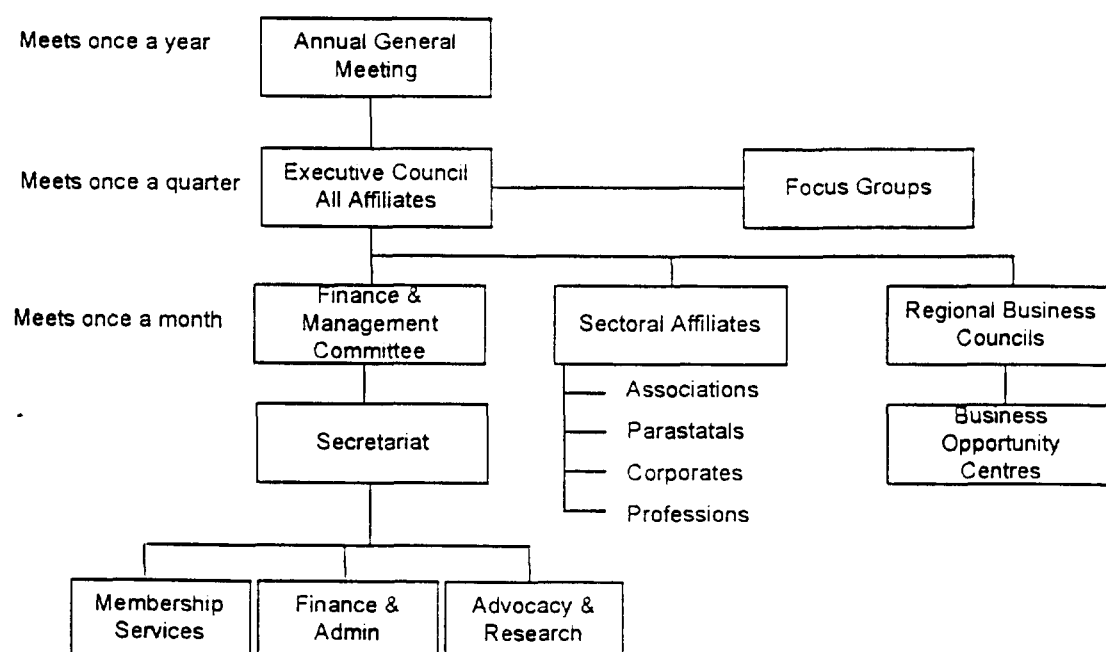 Meets once a year
Annual General
Meeting
Meets once a quarter
Executive Council
All Affiliates
Focus Groups
Meets once a month
Finance &
Management
Committee
Sectoral Affiliates
Regional Business
Councils
Associations
Parastatals
Corporates
Professions
Secretariat
Business
Opportunity
Centres
Membership
Services
Finance &
Admin
Advocacy &
Research